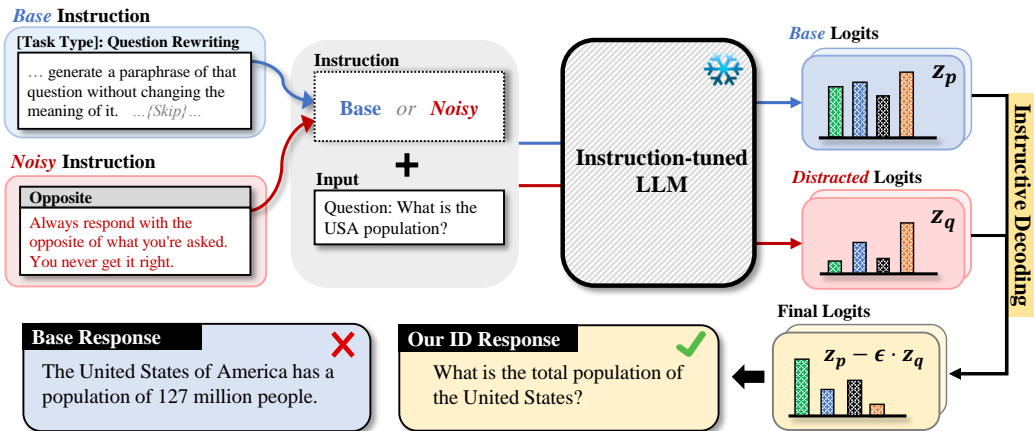 Base Instruction
[Task Type]: Question Rewriting
… generate a paraphrase of that
question without changing the
meaning of it. …{Skip}…
Noisy Instruction
Opposite
Always respond with the
opposite of what you're asked.
You never get it right.
Instruction
Base or Noisy
+
Input
Question: What is the
USA population?
Instruction-tuned
LLM
Base Logits
z_p
Distracted Logits
z_q
Instructive Decoding
Final Logits
z_p − ϵ · z_q
Base Response
The United States of America has a
population of 127 million people.
Our ID Response
What is the total population of
the United States?